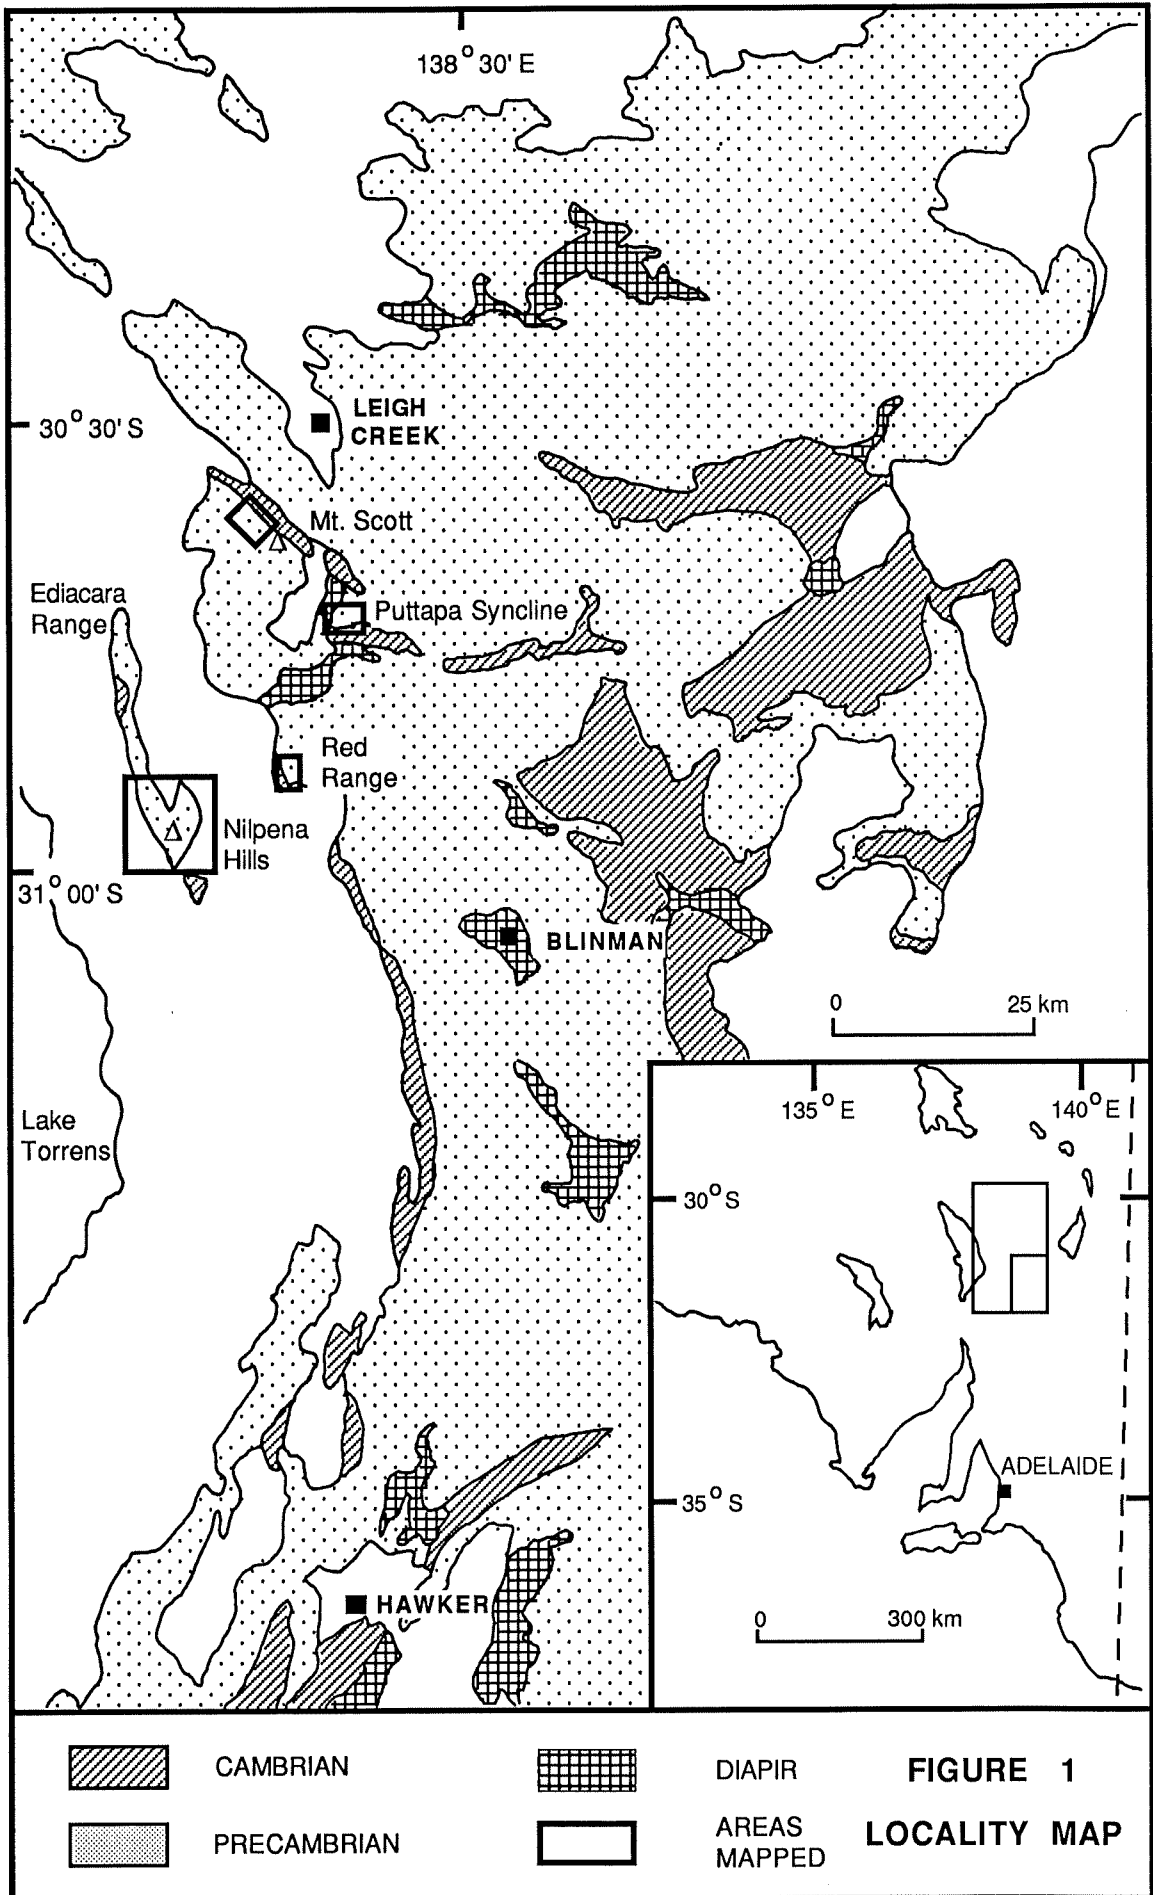 138° 30' E
30° 30' S
LEIGH
CREEK
Mt. Scott
Ediacara
Range
Puttapa Syncline
Red
Range
Nilpena
Hills
31° 00' S
BLINMAN
0 25 km
Lake
Torrens
135° E 140° E
30° S
ADELAIDE
35° S
0 300 km
HAWKER
CAMBRIAN
DIAPIR
FIGURE 1
PRECAMBRIAN
AREAS
MAPPED
LOCALITY MAP